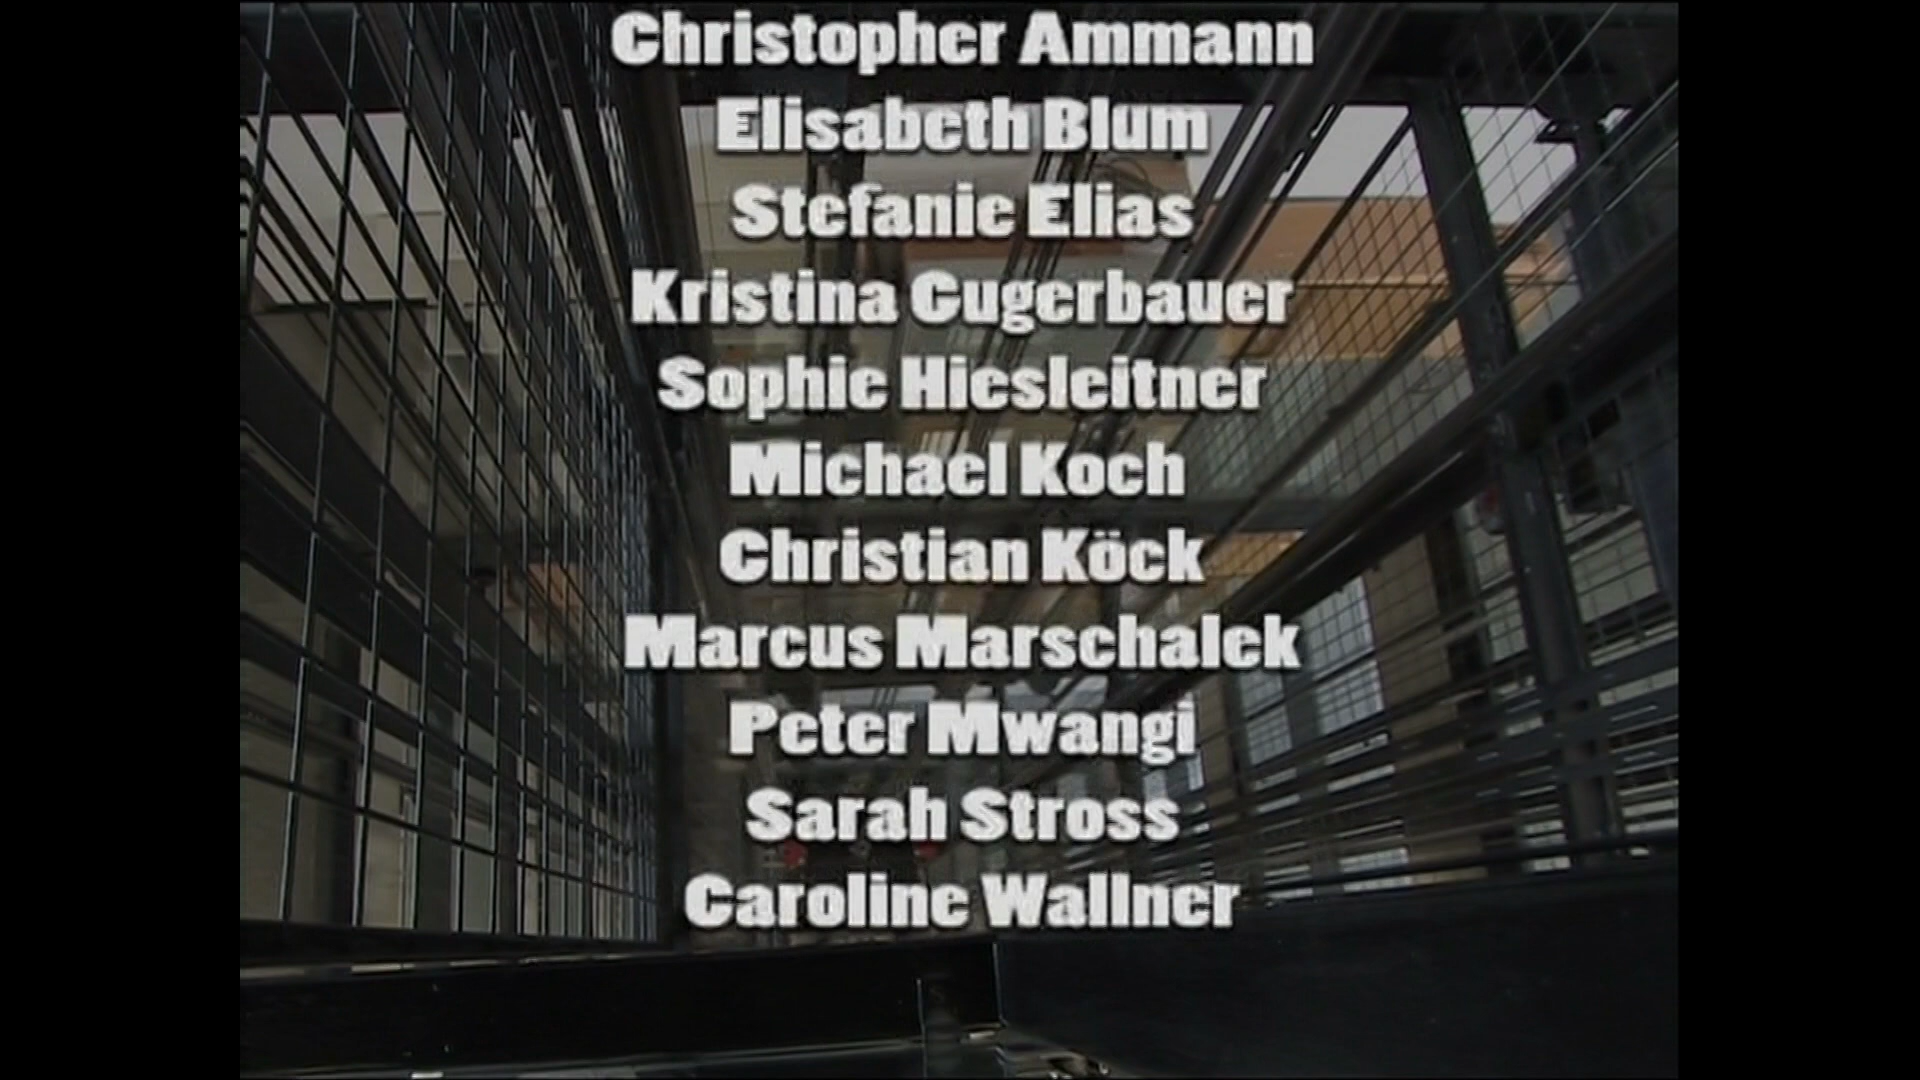 Christopher Ammann
Elisabeth Blum
Stefanie Elias
Kristina Gugerbauer
Sophie Hiesleitner
Michael Koch
Christian Köck
Marcus Marschalek
Peter Mwangi
Sarah Stross
Caroline Wallner